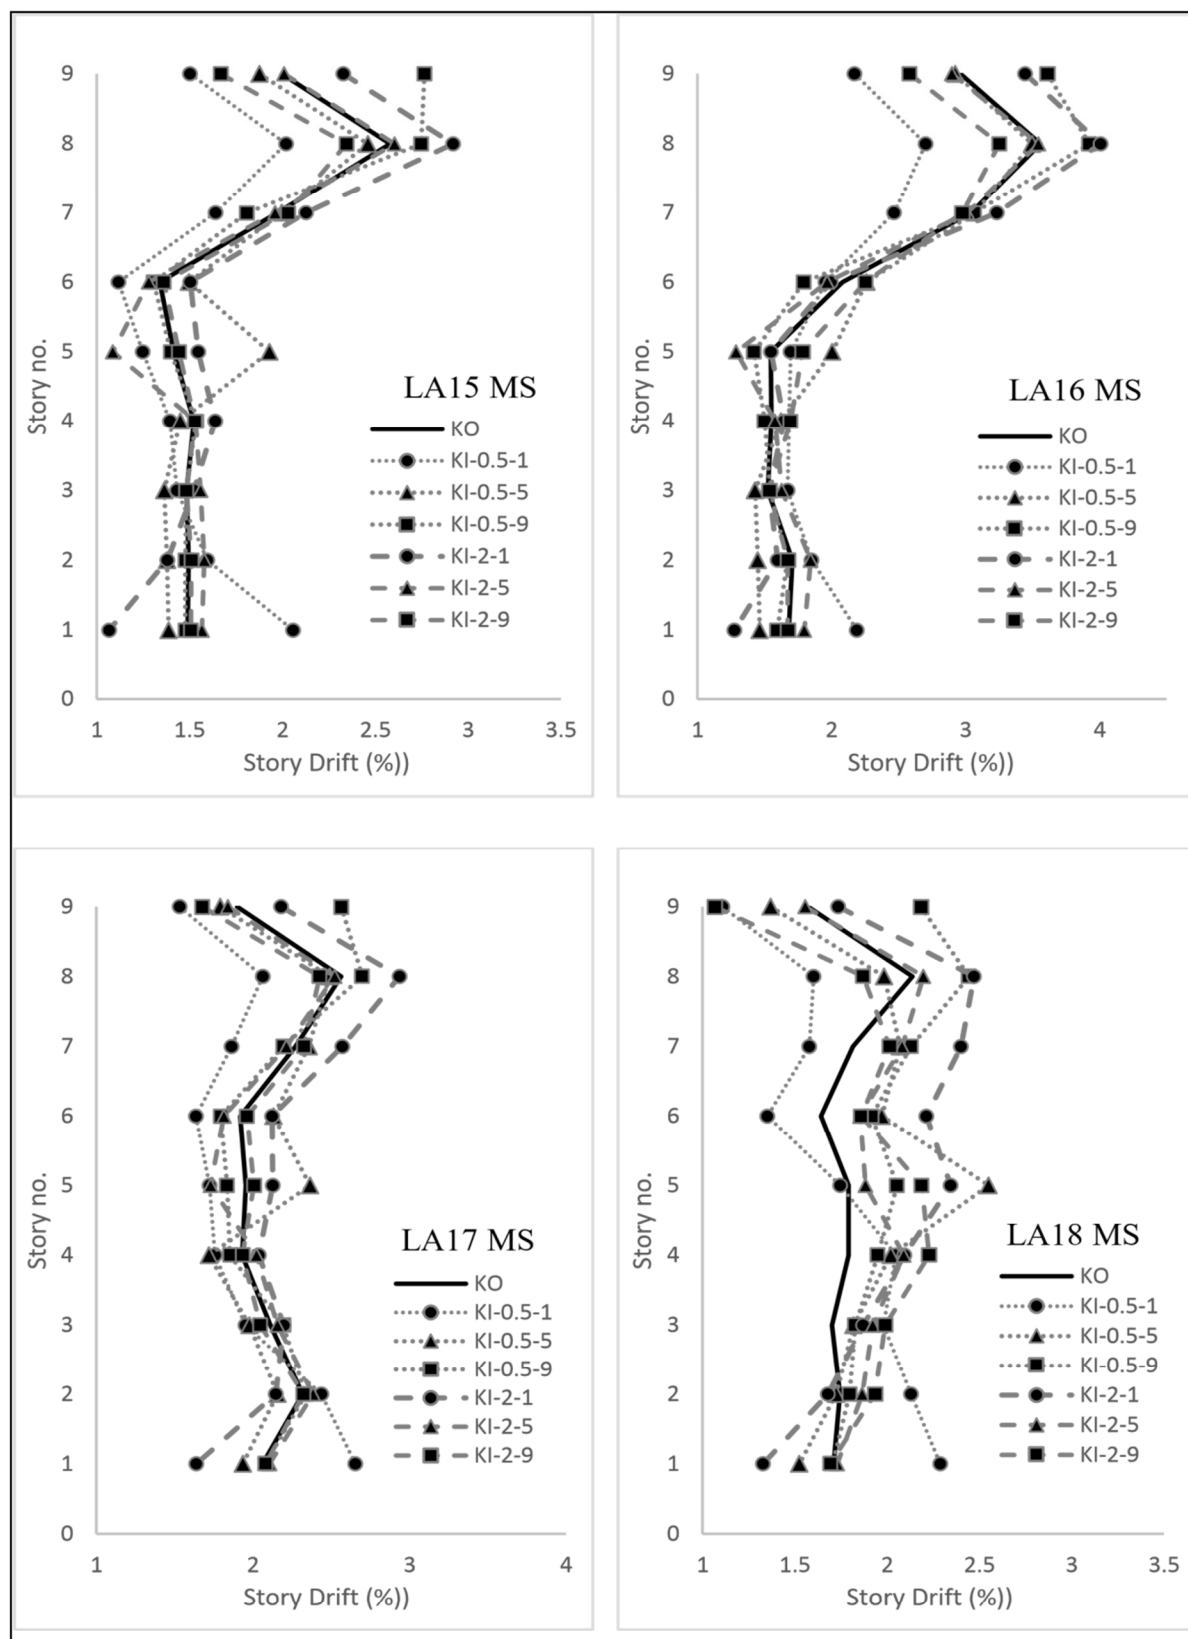 9
8
7
6
5
4
3
2
1
0
Story no.
LA15 MS
KO
KI-0.5-1
KI-0.5-5
KI-0.5-9
KI-2-1
KI-2-5
KI-2-9
1 1.5 2 2.5 3 3.5
Story Drift (%))
9
8
7
6
5
4
3
2
1
0
Story no.
LA16 MS
KO
KI-0.5-1
KI-0.5-5
KI-0.5-9
KI-2-1
KI-2-5
KI-2-9
1 2 3 4
Story Drift (%))
9
8
7
6
5
4
3
2
1
0
Story no.
LA17 MS
KO
KI-0.5-1
KI-0.5-5
KI-0.5-9
KI-2-1
KI-2-5
KI-2-9
1 2 3 4
Story Drift (%))
9
8
7
6
5
4
3
2
1
0
Story no.
LA18 MS
KO
KI-0.5-1
KI-0.5-5
KI-0.5-9
KI-2-1
KI-2-5
KI-2-9
1 1.5 2 2.5 3 3.5
Story Drift (%))